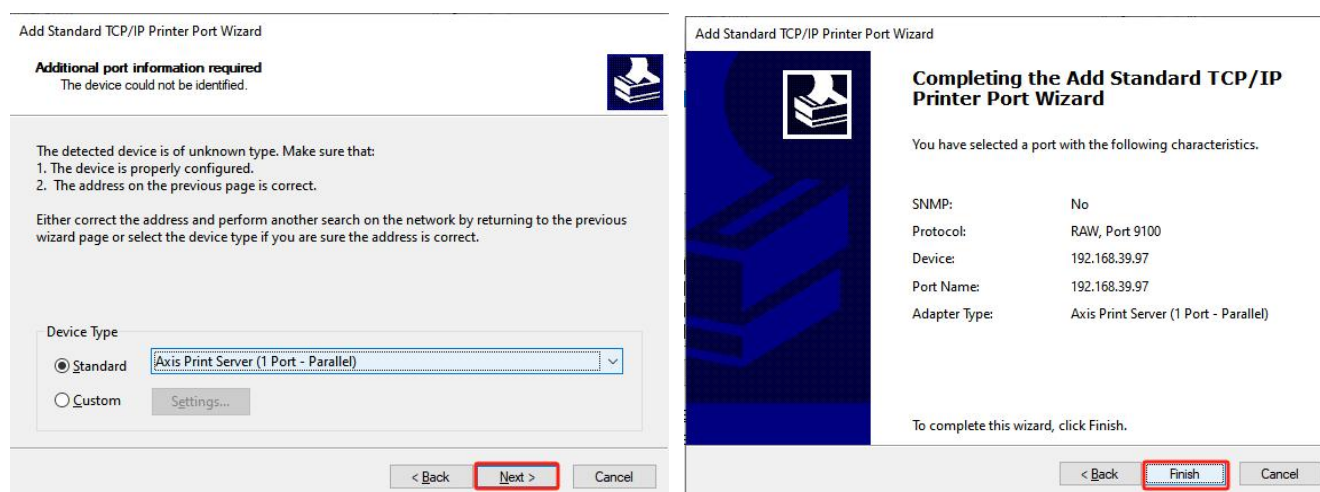 Add Standard TCP/IP Printer Port Wizard
Additional port information required
The device could not be identified.
The detected device is of unknown type. Make sure that:
1. The device is properly configured.
2. The address on the previous page is correct.
Either correct the address and perform another search on the network by returning to the previous
wizard page or select the device type if you are sure the address is correct.
Device Type
Standard
Axis Print Server (1 Port - Parallel)
Custom
Settings...
< Back
Next >
Cancel
Add Standard TCP/IP Printer Port Wizard
Completing the Add Standard TCP/IP
Printer Port Wizard
You have selected a port with the following characteristics.
SNMP: No
Protocol: RAW, Port 9100
Device: 192.168.39.97
Port Name: 192.168.39.97
Adapter Type: Axis Print Server (1 Port - Parallel)
To complete this wizard, click Finish.
< Back
Finish
Cancel